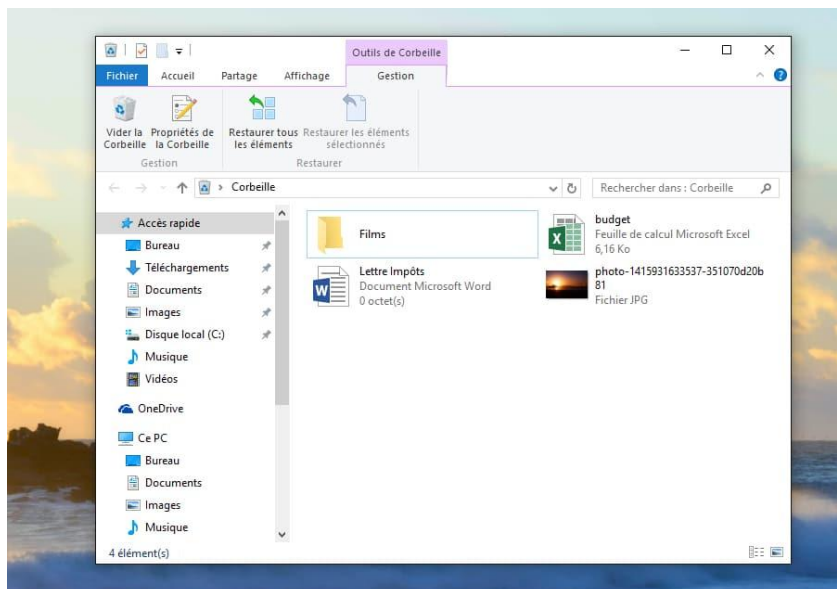 Outils de Corbeille
Fichier Accueil Partage Affichage Gestion
Vider la Corbeille
Propriétés de la Corbeille
Restaurer tous les éléments
Restaurer les éléments sélectionnés
Gestion
Restaurer
Corbeille
Rechercher dans : Corbeille
Accès rapide
Bureau
Téléchargements
Documents
Images
Disque local (C:)
Musique
Vidéos
OneDrive
Ce PC
Bureau
Documents
Images
Musique
Films
budget
Feuille de calcul Microsoft Excel
6,16 Ko
Lettre Impôts
Document Microsoft Word
0 octet(s)
photo-1415931633537-351070d20b
81
Fichier JPG
4 élément(s)